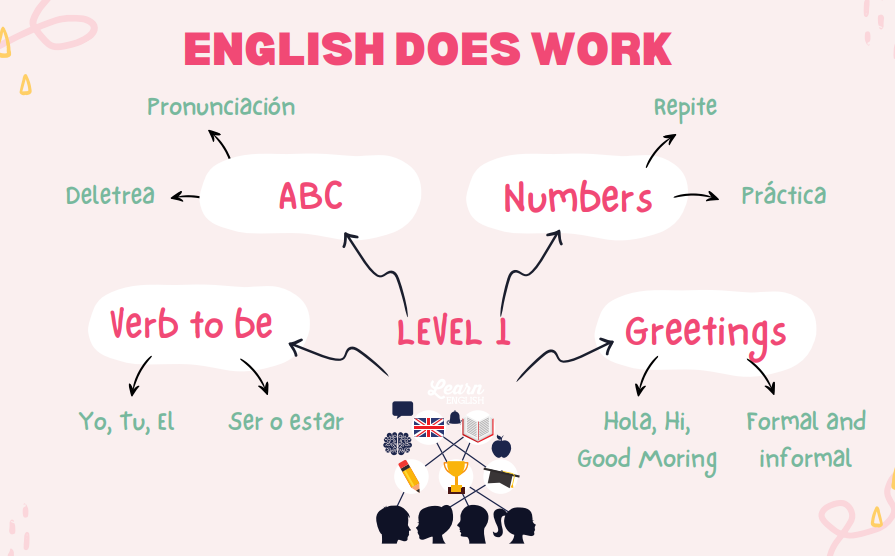 ENGLISH DOES WORK
Pronunciación
Repite
Deletrea
ABC
Numbers
Práctica
Verb to be
LEVEL 1
Greetings
Yo, Tu, El
Ser o estar
Learn
ENGLISH
Hola, Hi,
Good Moring
Formal and
informal